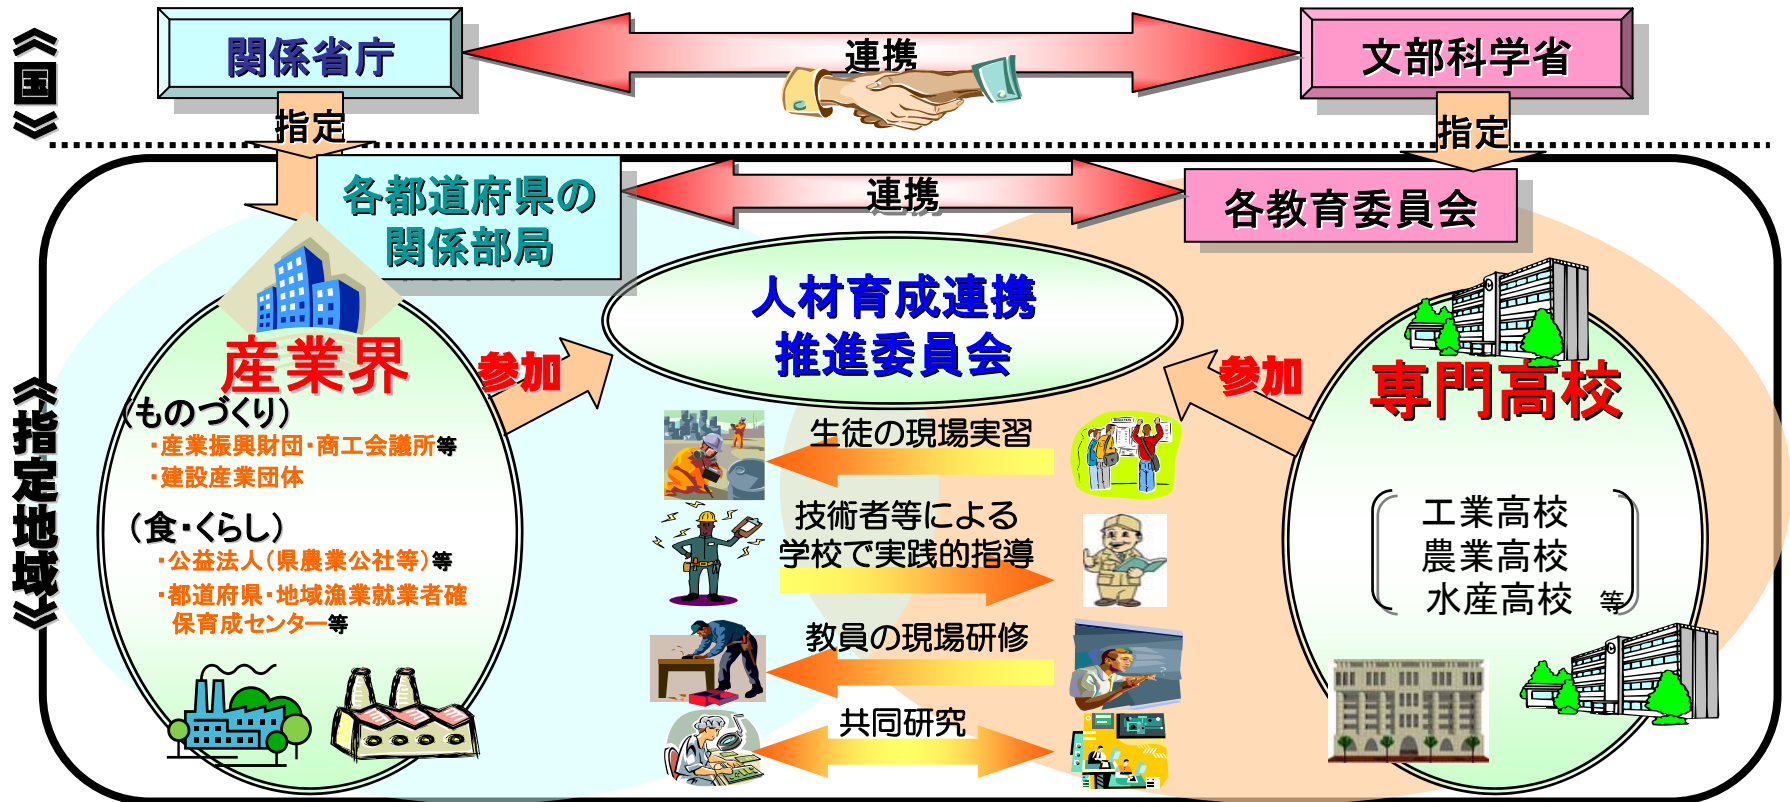 《国》
関係省庁
連携
文部科学省
指定
指定
各都道府県の
関係部局
連携
各教育委員会
《指定地域》
人材育成連携
推進委員会
産業界
参加
参加
専門高校
(ものづくり)
・産業振興財団・商工会議所等
・建設産業団体
(食・くらし)
・公益法人(県農業公社等)等
・都道府県・地域漁業就業者確
保育成センター等
生徒の現場実習
技術者等による
学校で実践的指導
教員の現場研修
共同研究
工業高校
農業高校
水産高校 等